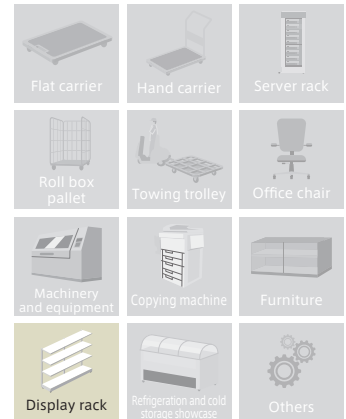 Flat carrier
Hand carrier
Server rack
Roll box
pallet
Towing trolley
Office chair
Machinery
and equipment
Copying machine
Furniture
Display rack
Refrigeration and cold
storage showcase
Others